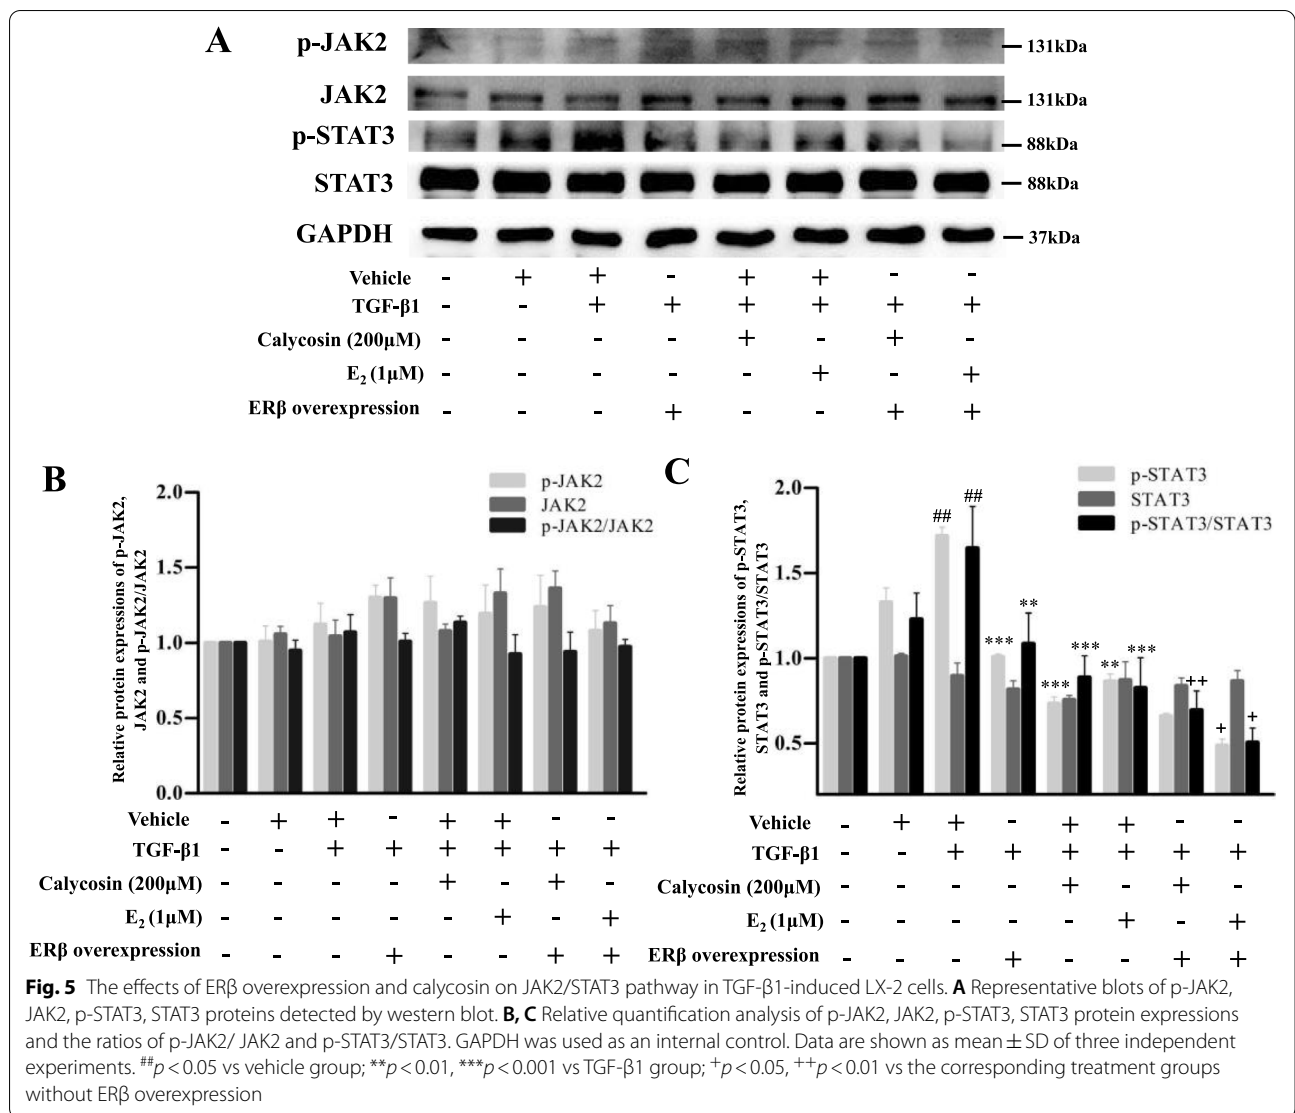 A
p-JAK2
131kDa
JAK2
131kDa
p-STAT3
88kDa
STAT3
88kDa
GAPDH
37kDa
Vehicle - + + - + + - -
TGF-β1 - - + + + + + +
Calycosin (200μM) - - - - + - + -
E2 (1μM) - - - - - + - +
ERβ overexpression - - - + - - + +
B
Relative protein expressions of p-JAK2,
JAK2 and p-JAK2/JAK2
2.0
1.5
1.0
0.5
0.0
p-JAK2
JAK2
p-JAK2/JAK2
Vehicle - + + - + + - -
TGF-β1 - - + + + + + +
Calycosin (200μM) - - - - + - + -
E2 (1μM) - - - - - + - +
ERβ overexpression - - - + - - + +
C
Relative protein expressions of p-STAT3,
STAT3 and p-STAT3/STAT3
2.0
1.5
1.0
0.5
p-STAT3
STAT3
p-STAT3/STAT3
## ##
*** **
*** ***
** ***
++
+ +
Vehicle - + + - + + - -
TGF-β1 - - + + + + + +
Calycosin (200μM) - - - - + - + -
E2 (1μM) - - - - - + - +
ERβ overexpression - - - + - - + +
Fig. 5 The effects of ERβ overexpression and calycosin on JAK2/STAT3 pathway in TGF-β1-induced LX-2 cells. A Representative blots of p-JAK2,
JAK2, p-STAT3, STAT3 proteins detected by western blot. B, C Relative quantification analysis of p-JAK2, JAK2, p-STAT3, STAT3 protein expressions
and the ratios of p-JAK2/ JAK2 and p-STAT3/STAT3. GAPDH was used as an internal control. Data are shown as mean ± SD of three independent
experiments. ##p < 0.05 vs vehicle group; **p < 0.01, ***p < 0.001 vs TGF-β1 group; +p < 0.05, ++p < 0.01 vs the corresponding treatment groups
without ERβ overexpression